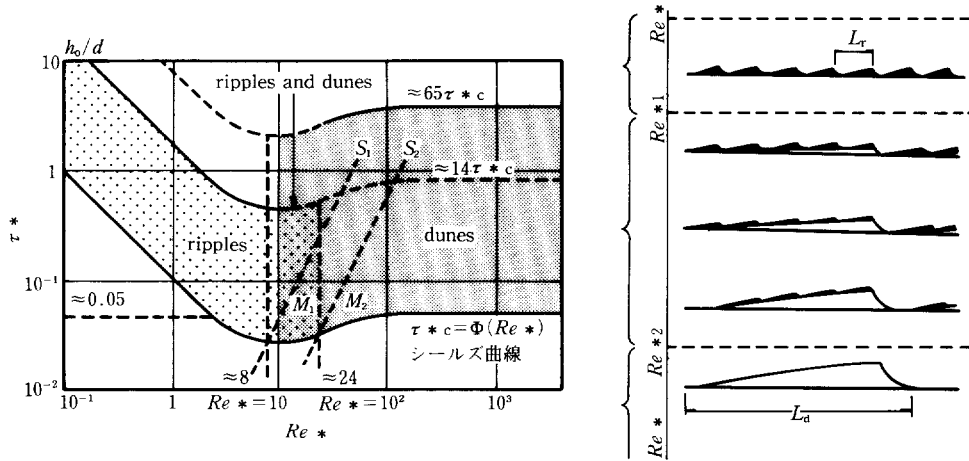 h₀/d
10
1
10⁻¹
10⁻²
τ*
ripples and dunes
≈65τ*c
S₁
S₂
≈14τ*c
ripples
dunes
≈0.05
M₁
M₂
τ*c=Φ(Re*)
シールズ曲線
≈8
≈24
10⁻¹
1
Re*=10
Re*=10²
10³
Re*
Re*
Lr
Re*1
Re*2
Re*
Ld